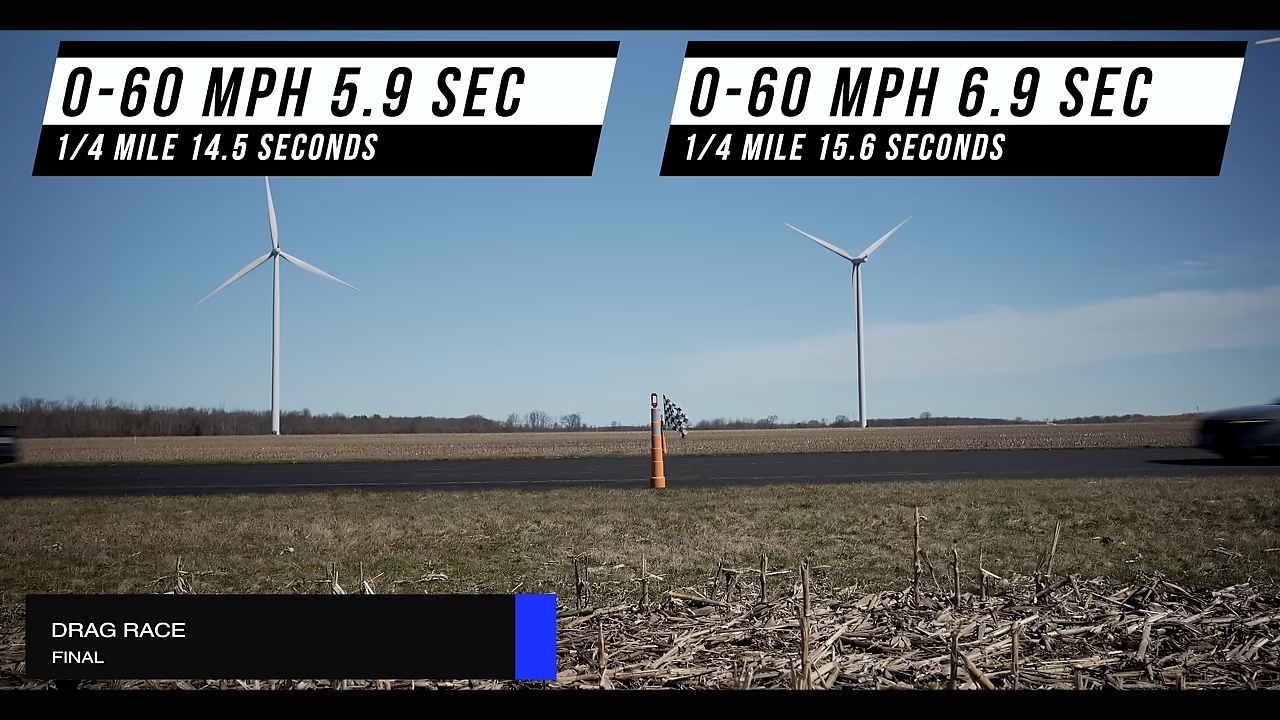 0-60 MPH 5.9 SEC
1/4 MILE 14.5 SECONDS
0-60 MPH 6.9 SEC
1/4 MILE 15.6 SECONDS
DRAG RACE
FINAL